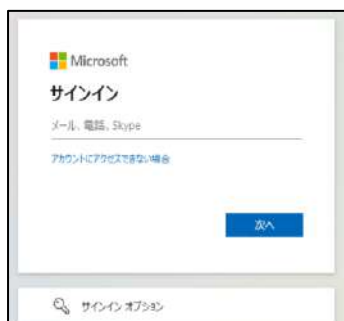 Microsoft
サインイン
メール、電話、Skype
アカウントにアクセスできない場合
次へ
サインイン オプション